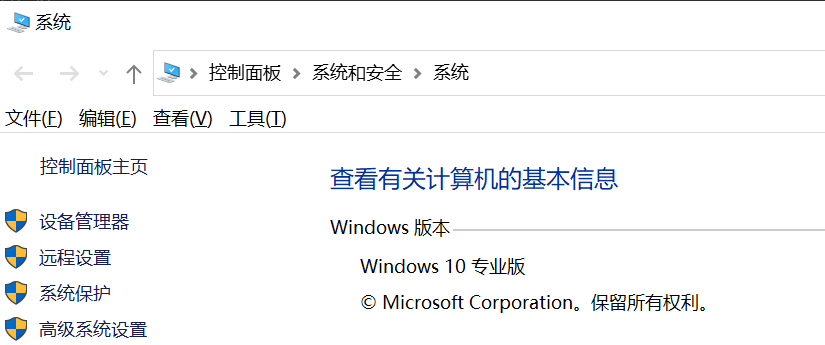 系统
控制面板 系统和安全 系统
文件(F) 编辑(E) 查看(V) 工具(T)
控制面板主页
设备管理器
远程设置
系统保护
高级系统设置
查看有关计算机的基本信息
Windows 版本
Windows 10 专业版
© Microsoft Corporation。保留所有权利。